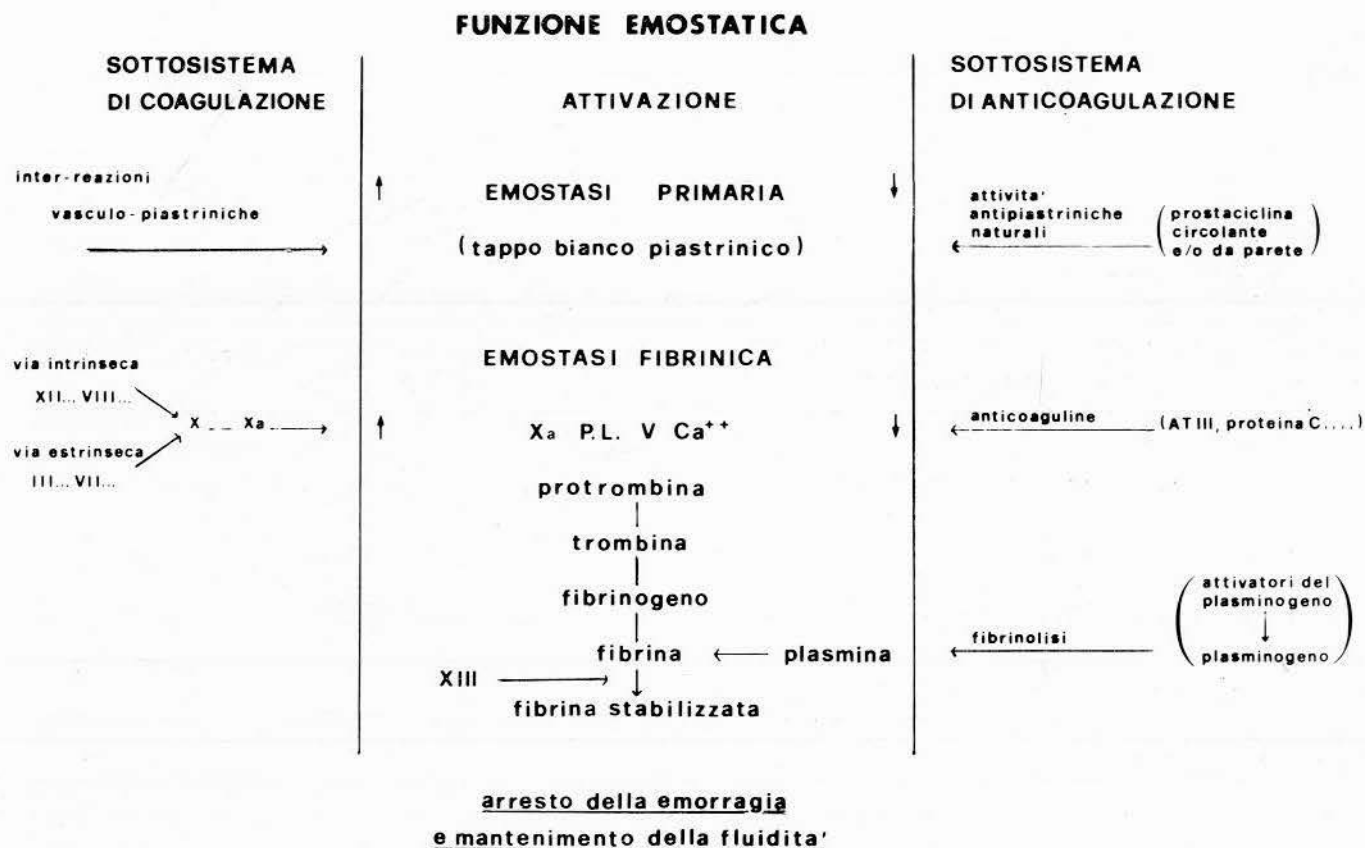 FUNZIONE EMOSTATICA
SOTTOSISTEMA
DI COAGULAZIONE
ATTIVAZIONE
SOTTOSISTEMA
DI ANTICOAGULAZIONE
inter-reazioni
vasculo-piastriniche
EMOSTASI PRIMARIA
(tappo bianco piastrinico)
attivita'
antipiastriniche
naturali
(prostaciclina
circolante
e/o da parete)
via intrinseca
XII... VIII...
X -- Xa
via estrinseca
III... VII...
EMOSTASI FIBRINICA
Xa P.L. V Ca++
protrombina
trombina
fibrinogeno
fibrina ← plasmina
XIII
fibrina stabilizzata
anticoaguline
(AT III, proteina C....)
fibrinolisi
(attivatori del
plasminogeno
↓
plasminogeno)
arresto della emorragia
e mantenimento della fluidita'